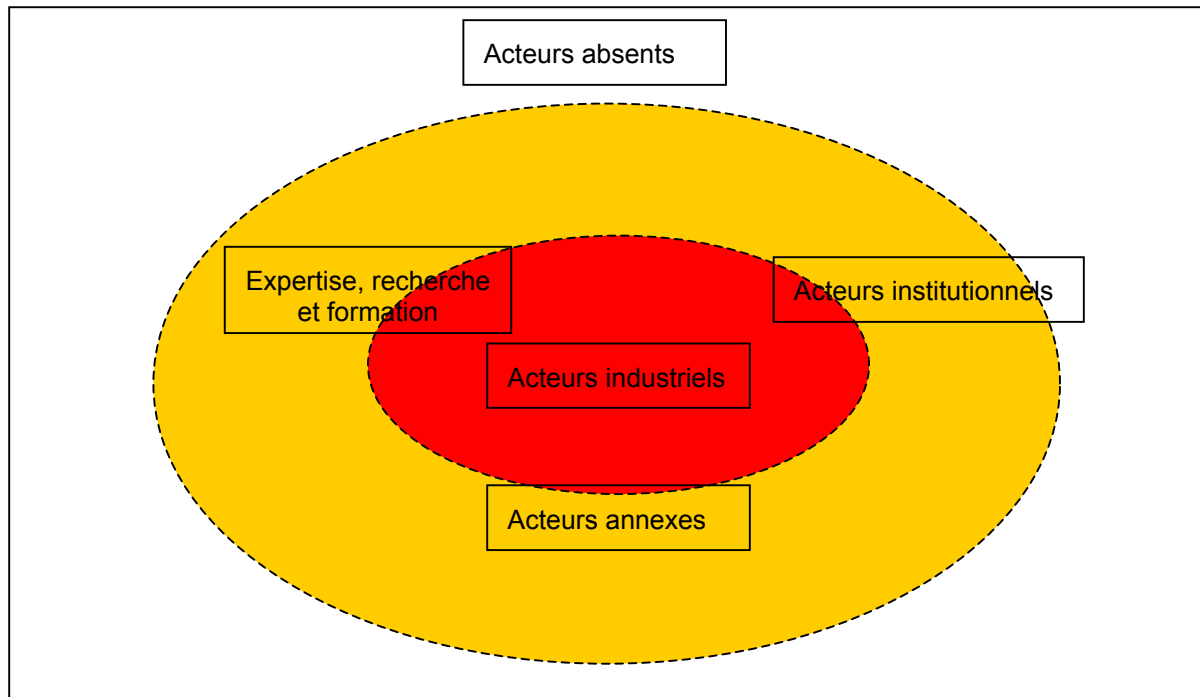 Acteurs absents
Expertise, recherche
et formation
Acteurs institutionnels
Acteurs industriels
Acteurs annexes